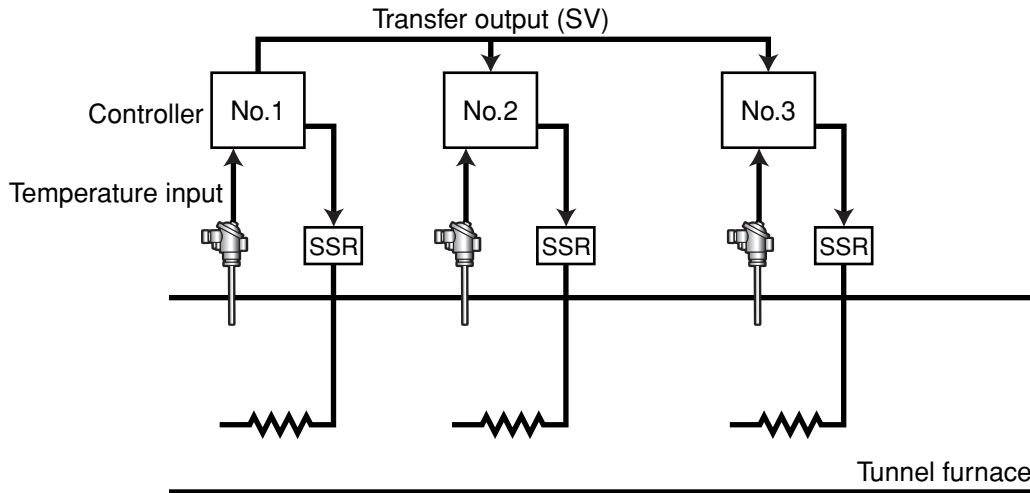 Transfer output (SV)
Controller
No.1
No.2
No.3
Temperature input
SSR
SSR
SSR
Tunnel furnace